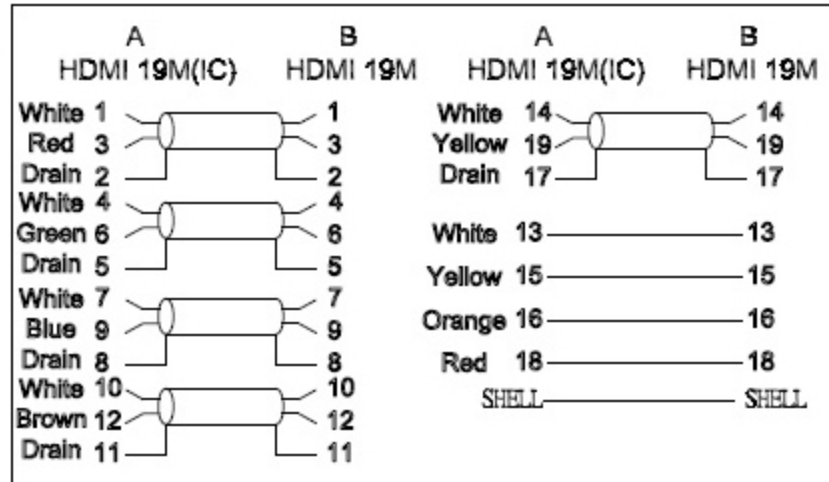 A B
HDMI 19M(IC) HDMI 19M
White 1 1
Red 3 3
Drain 2 2
White 4 4
Green 6 6
Drain 5 5
White 7 7
Blue 9 9
Drain 8 8
White 10 10
Brown 12 12
Drain 11 11
A B
HDMI 19M(IC) HDMI 19M
White 14 14
Yellow 19 19
Drain 17 17
White 13 13
Yellow 15 15
Orange 16 16
Red 18 18
SHELL SHELL